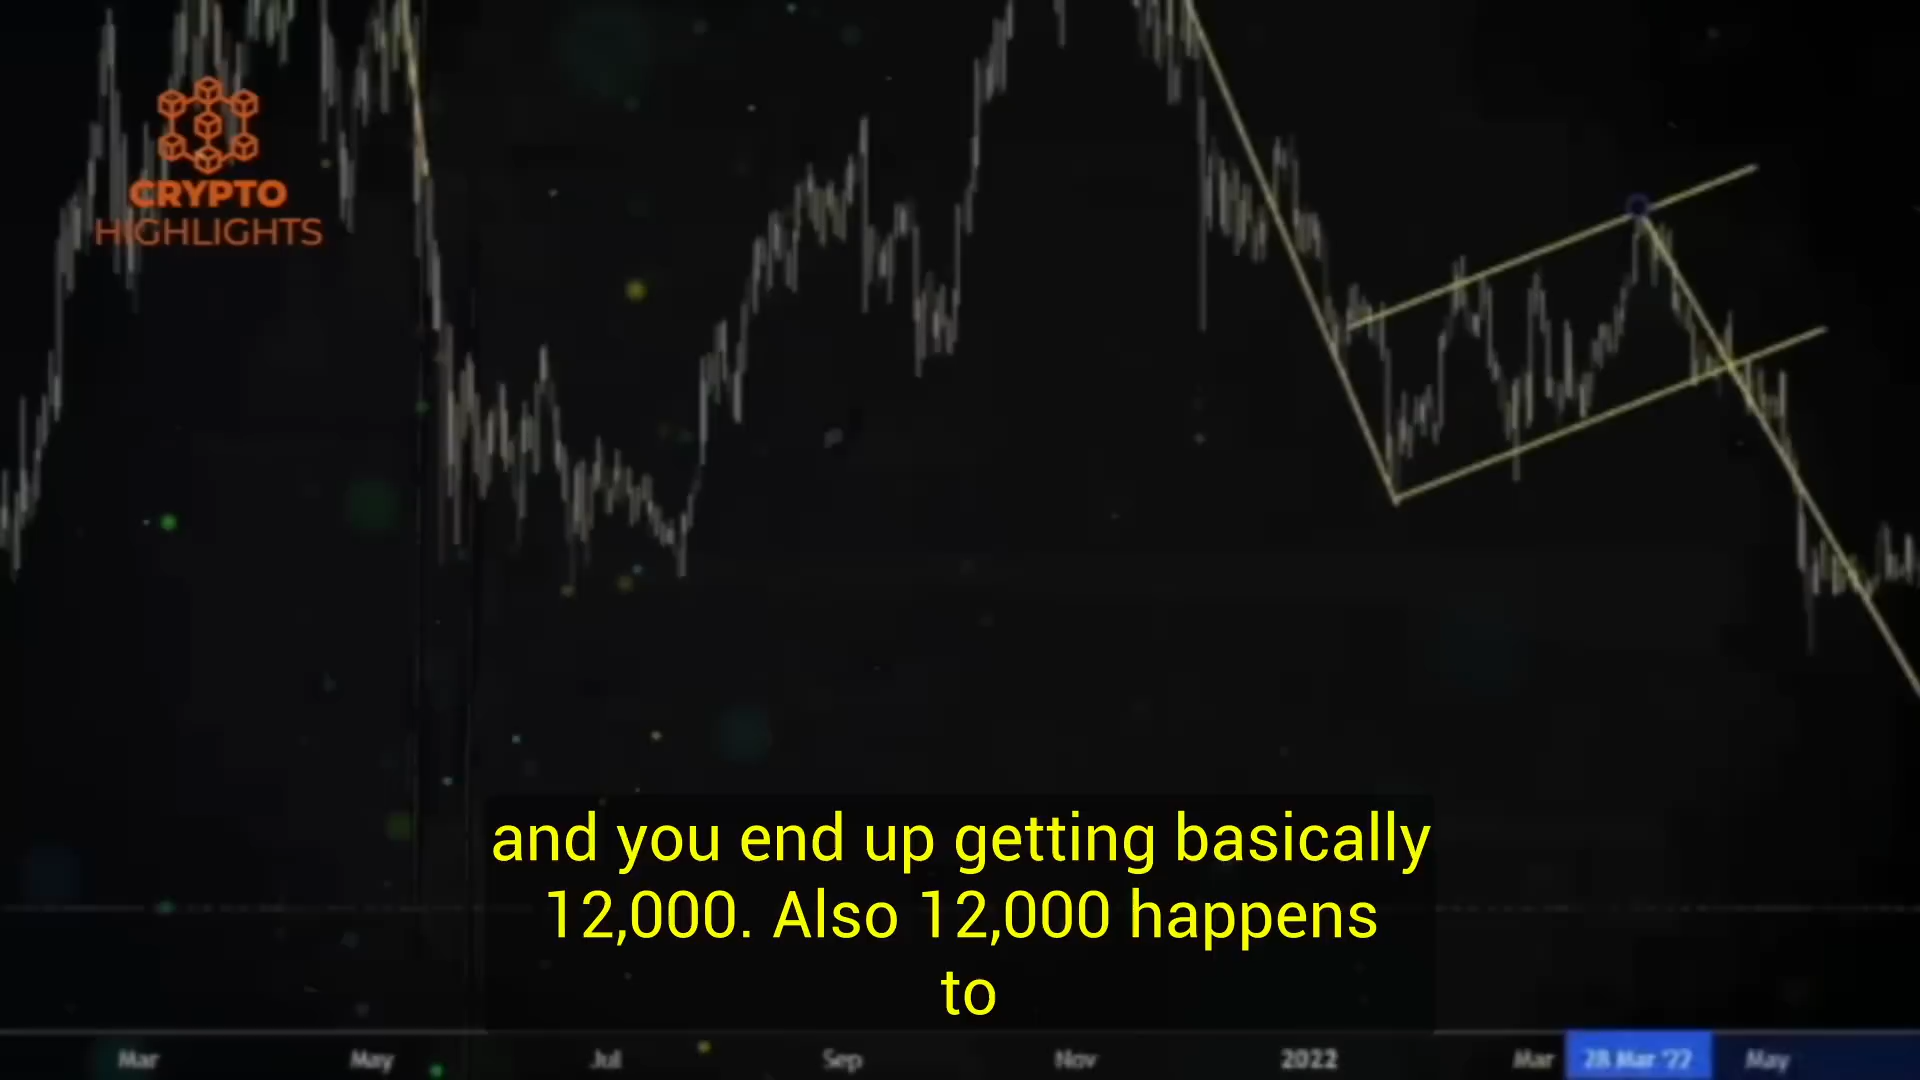 CRYPTO
HIGHLIGHTS
and you end up getting basically
12,000. Also 12,000 happens
to
Mar May Jul Sep Nov 2022 Mar 28 Mar '22 May